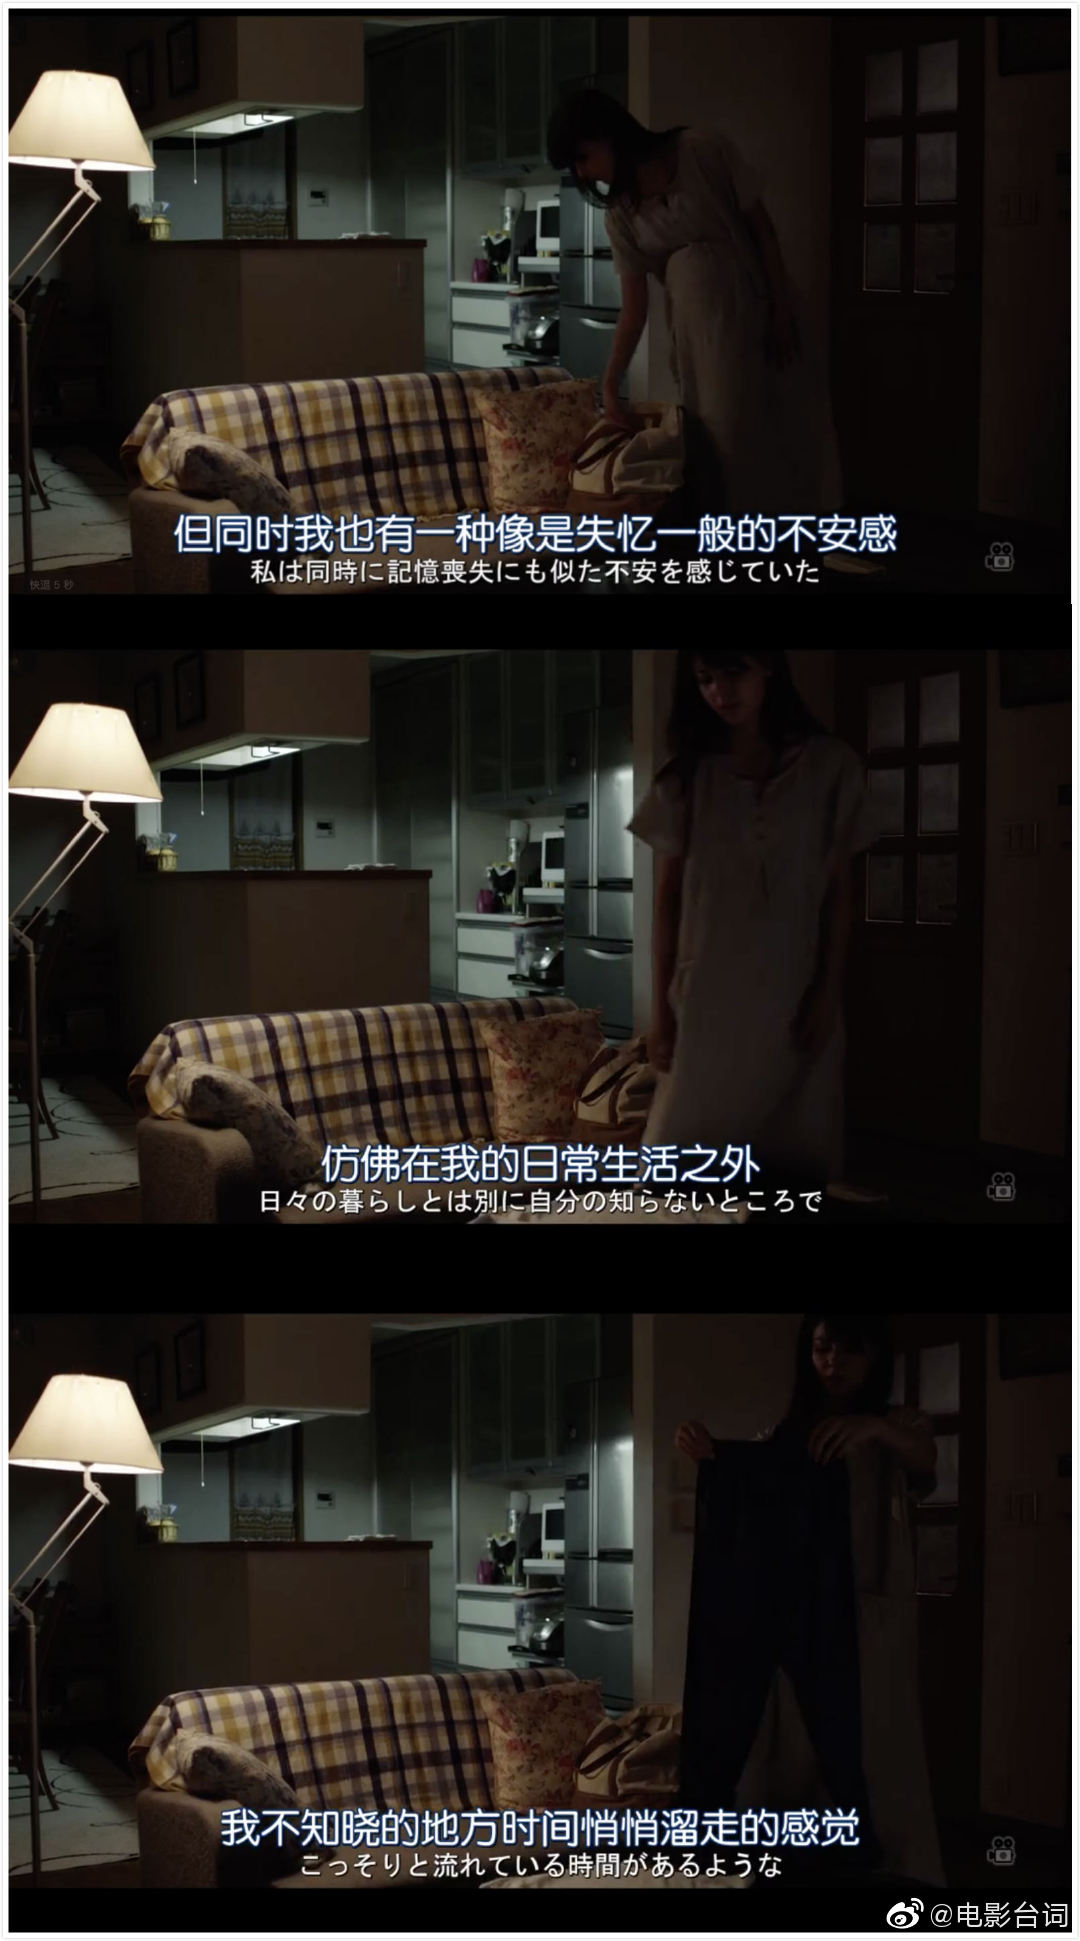 但同时我也有一种像是失忆一般的不安感
私は同時に記憶喪失にも似た不安を感じていた
快退 5 秒
仿佛在我的日常生活之外
日々の暮らしとは別に自分の知らないところで
我不知晓的地方时间悄悄溜走的感觉
こっそりと流れている時間があるような
@电影台词